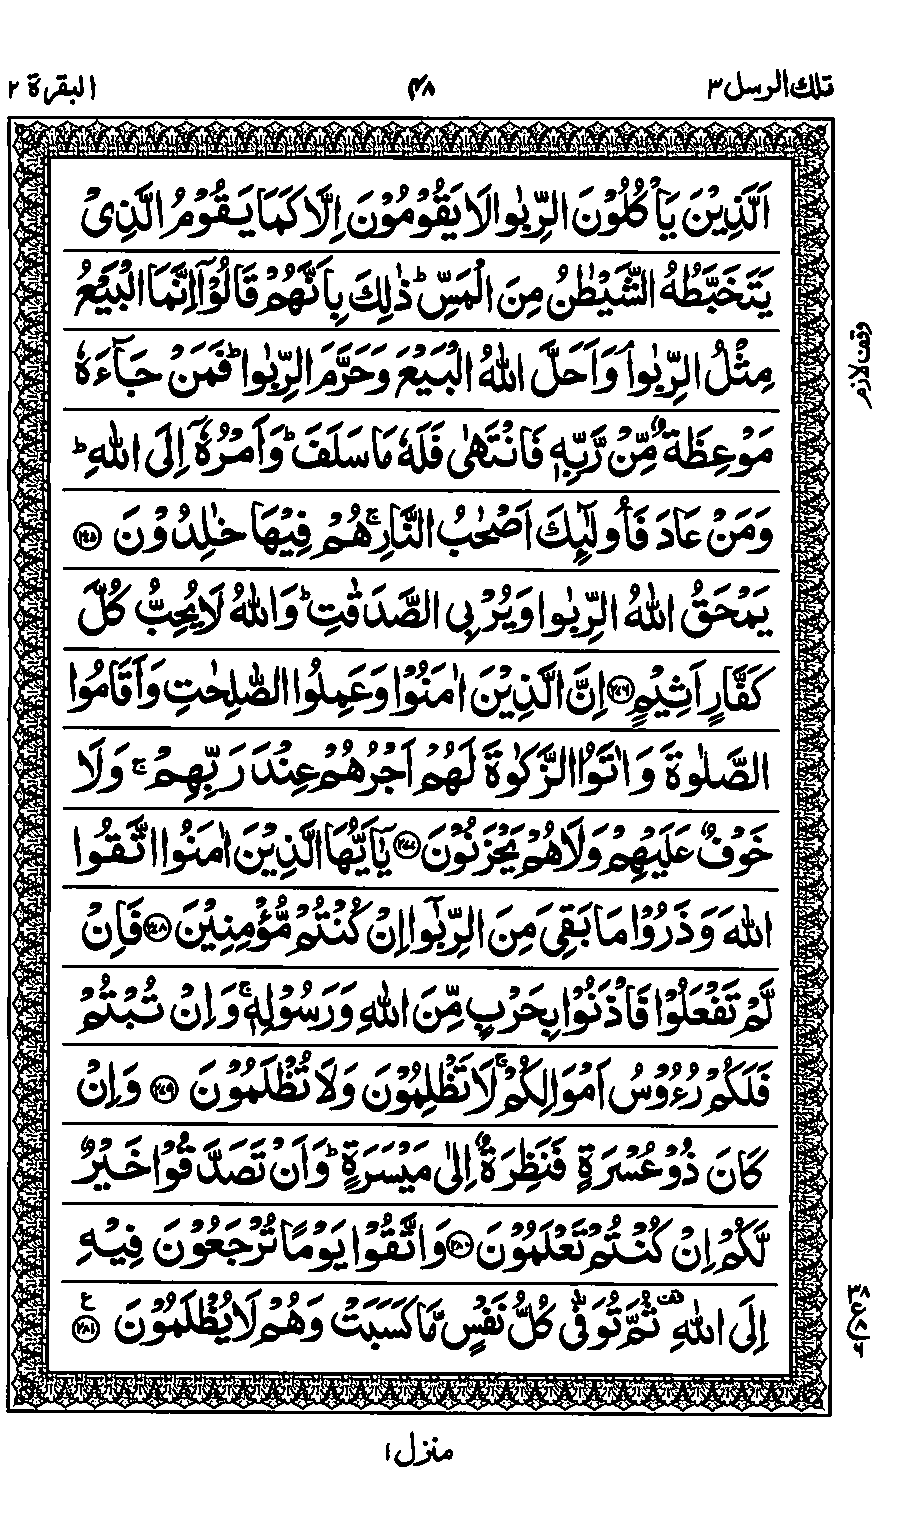 تلك الرسل ٣ ٤٨ البقرة ٢
اَلَّذِيْنَ يَاْكُلُوْنَ الرِّبٰوا لَا يَقُوْمُوْنَ اِلَّا كَمَا يَقُوْمُ الَّذِىْ
يَتَخَبَّطُهُ الشَّيْطٰنُ مِنَ الْمَسِّ ؕ ذٰلِكَ بِاَنَّهُمْ قَالُوْۤا اِنَّمَا الْبَيْعُ
مِثْلُ الرِّبٰوا ۘ وَاَحَلَّ اللّٰهُ الْبَيْعَ وَحَرَّمَ الرِّبٰوا ؕ فَمَنْ جَآءَهٗ
مَوْعِظَةٌ مِّنْ رَّبِّهٖ فَانْتَهٰى فَلَهٗ مَا سَلَفَ ؕ وَاَمْرُهٗۤ اِلَى اللّٰهِ ؕ
وَمَنْ عَادَ فَاُولٰٓئِكَ اَصْحٰبُ النَّارِ ۚ هُمْ فِيْهَا خٰلِدُوْنَ ﴿٢٧٥﴾
يَمْحَقُ اللّٰهُ الرِّبٰوا وَيُرْبِى الصَّدَقٰتِ ؕ وَاللّٰهُ لَا يُحِبُّ كُلَّ
كَفَّارٍ اَثِيْمٍ ﴿٢٧٦﴾ اِنَّ الَّذِيْنَ اٰمَنُوْا وَعَمِلُوا الصّٰلِحٰتِ وَاَقَامُوا
الصَّلٰوةَ وَاٰتَوُا الزَّكٰوةَ لَهُمْ اَجْرُهُمْ عِنْدَ رَبِّهِمْ ۚ وَلَا
خَوْفٌ عَلَيْهِمْ وَلَا هُمْ يَحْزَنُوْنَ ﴿٢٧٧﴾ يٰۤاَيُّهَا الَّذِيْنَ اٰمَنُوا اتَّقُوا
اللّٰهَ وَذَرُوْا مَا بَقِىَ مِنَ الرِّبٰۤوا اِنْ كُنْتُمْ مُّؤْمِنِيْنَ ﴿٢٧٨﴾ فَاِنْ
لَّمْ تَفْعَلُوْا فَاْذَنُوْا بِحَرْبٍ مِّنَ اللّٰهِ وَرَسُوْلِهٖ ۚ وَاِنْ تُبْتُمْ
فَلَكُمْ رُءُوْسُ اَمْوَالِكُمْ ۚ لَا تَظْلِمُوْنَ وَلَا تُظْلَمُوْنَ ﴿٢٧٩﴾ وَاِنْ
كَانَ ذُوْ عُسْرَةٍ فَنَظِرَةٌ اِلٰى مَيْسَرَةٍ ؕ وَاَنْ تَصَدَّقُوْا خَيْرٌ
لَّكُمْ اِنْ كُنْتُمْ تَعْلَمُوْنَ ﴿٢٨٠﴾ وَاتَّقُوْا يَوْمًا تُرْجَعُوْنَ فِيْهِ
اِلَى اللّٰهِ ۗ ثُمَّ تُوَفّٰى كُلُّ نَفْسٍ مَّا كَسَبَتْ وَهُمْ لَا يُظْلَمُوْنَ ﴿٢٨١﴾ ع
وقف لازم
منزل ١